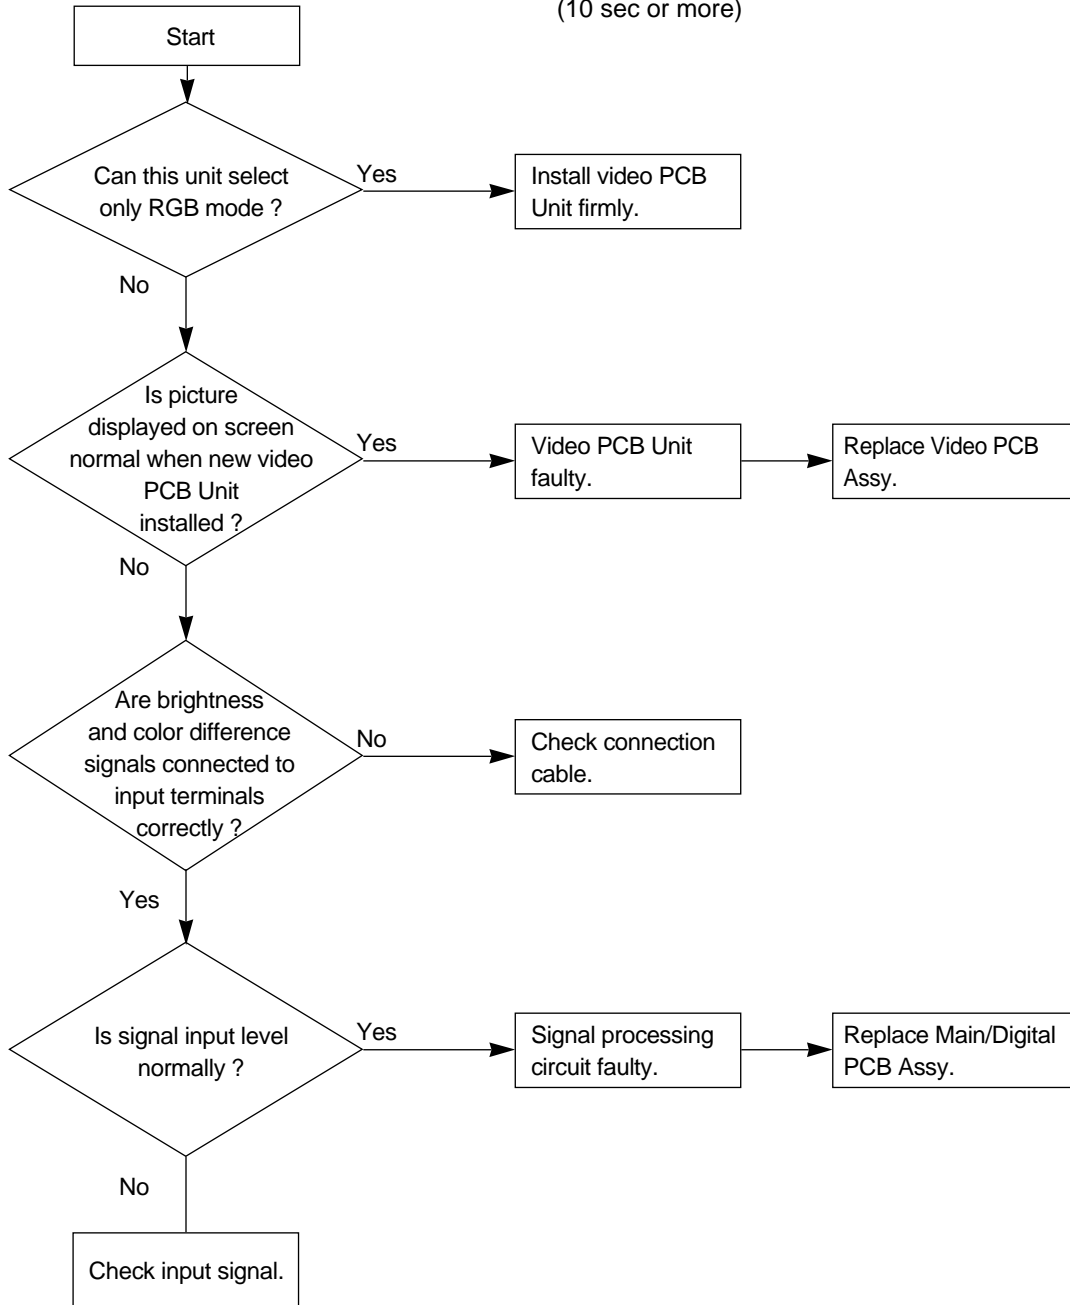 (10 sec or more)
Start
Can this unit select
only RGB mode ?
Yes
Install video PCB
Unit firmly.
No
Is picture
displayed on screen
normal when new video
PCB Unit
installed ?
Yes
Video PCB Unit
faulty.
Replace Video PCB
Assy.
No
Are brightness
and color difference
signals connected to
input terminals
correctly ?
No
Check connection
cable.
Yes
Is signal input level
normally ?
Yes
Signal processing
circuit faulty.
Replace Main/Digital
PCB Assy.
No
Check input signal.